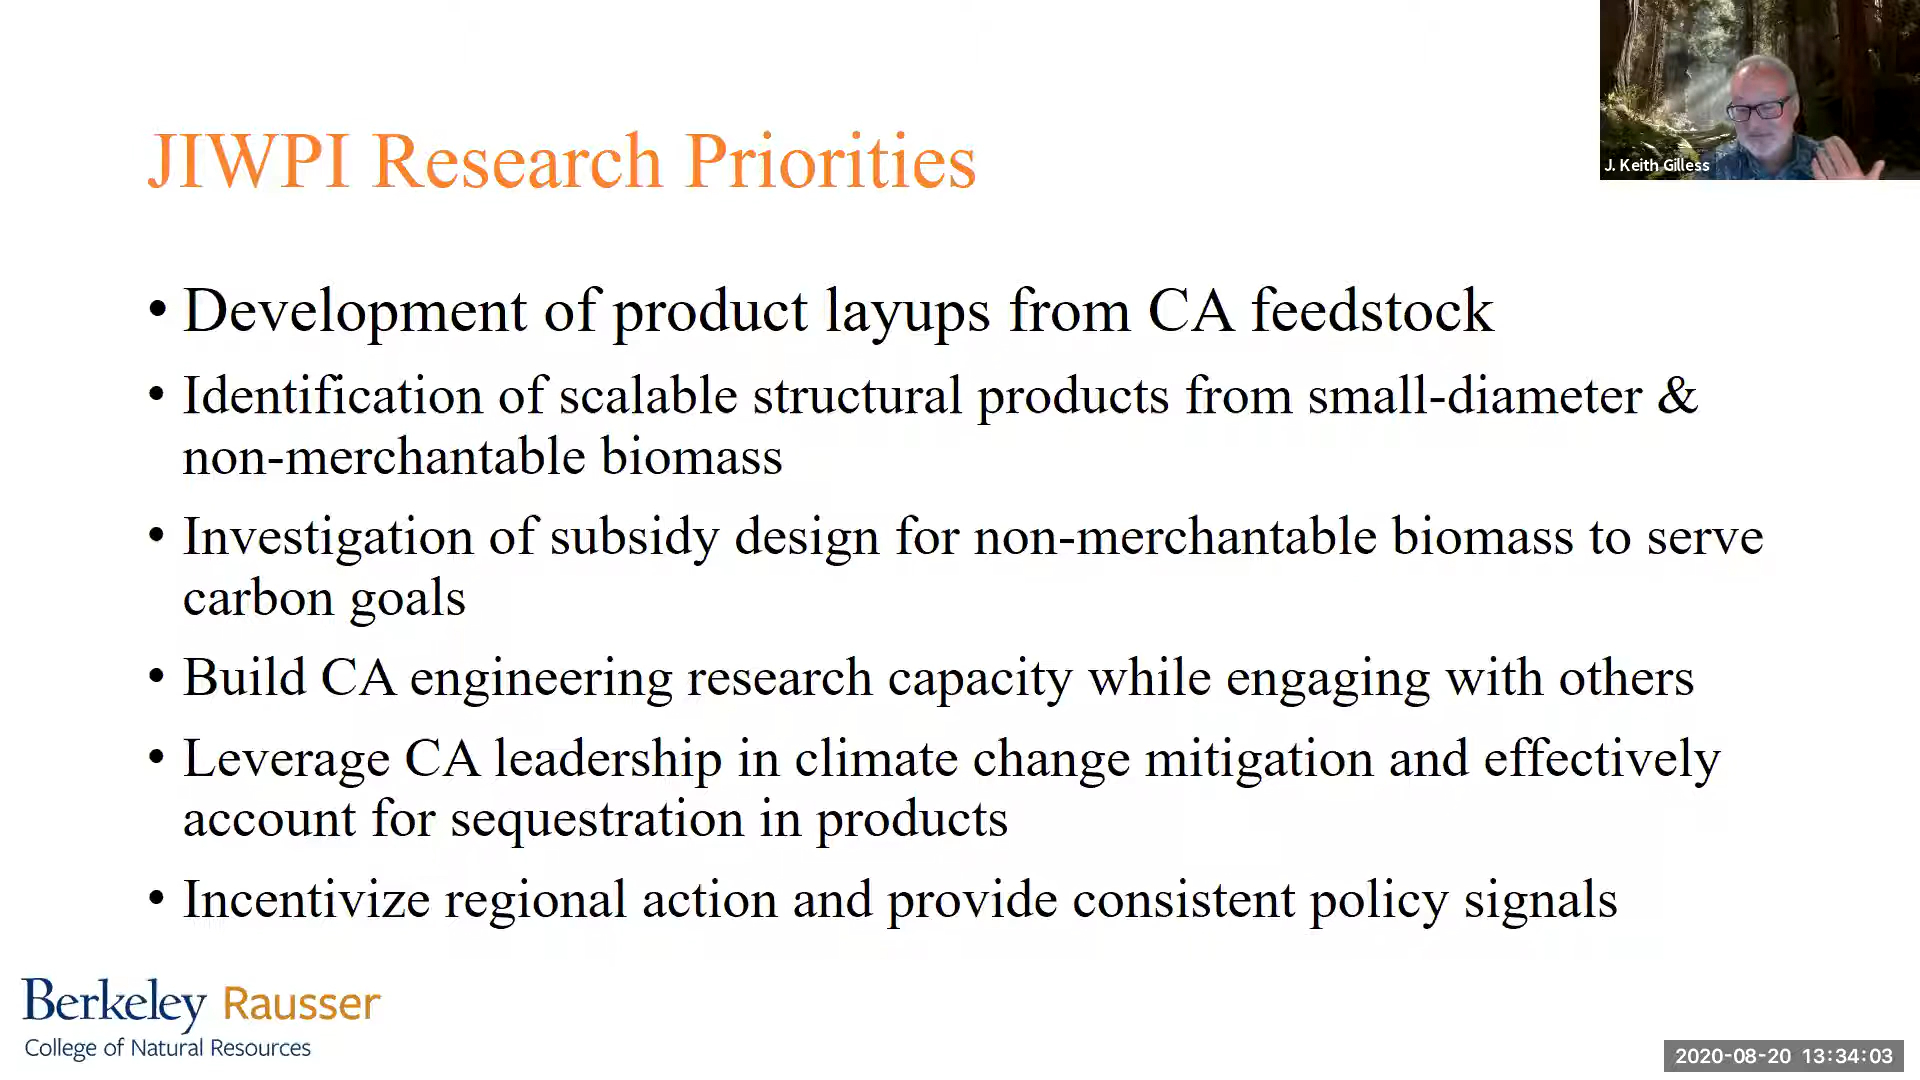 J. Keith Gilless
JIWPI Research Priorities
• Development of product layups from CA feedstock
• Identification of scalable structural products from small-diameter &
non-merchantable biomass
• Investigation of subsidy design for non-merchantable biomass to serve
carbon goals
• Build CA engineering research capacity while engaging with others
• Leverage CA leadership in climate change mitigation and effectively
account for sequestration in products
• Incentivize regional action and provide consistent policy signals
Berkeley Rausser
College of Natural Resources
2020-08-20 13:34:03